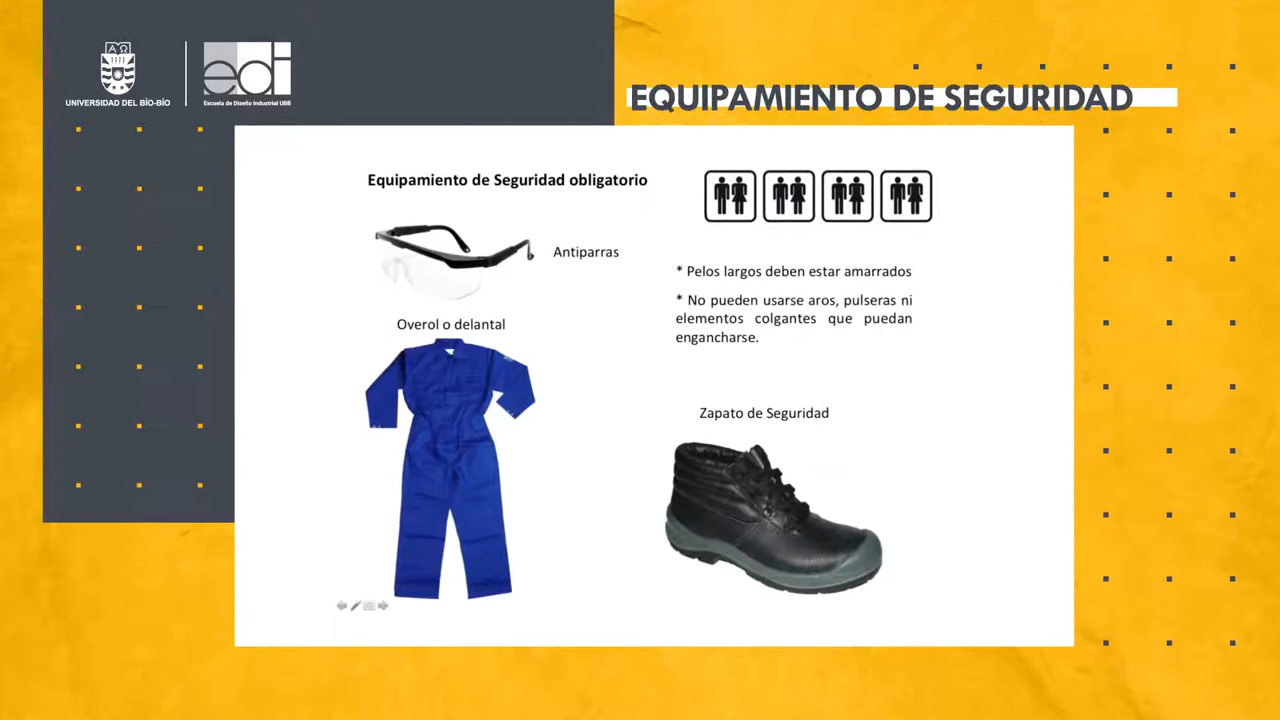 UNIVERSIDAD DEL BÍO-BÍO
edi
Escuela de Diseño Industrial UBB
EQUIPAMIENTO DE SEGURIDAD
Equipamiento de Seguridad obligatorio
Antiparras
* Pelos largos deben estar amarrados
* No pueden usarse aros, pulseras ni
elementos colgantes que puedan
engancharse.
Overol o delantal
Zapato de Seguridad